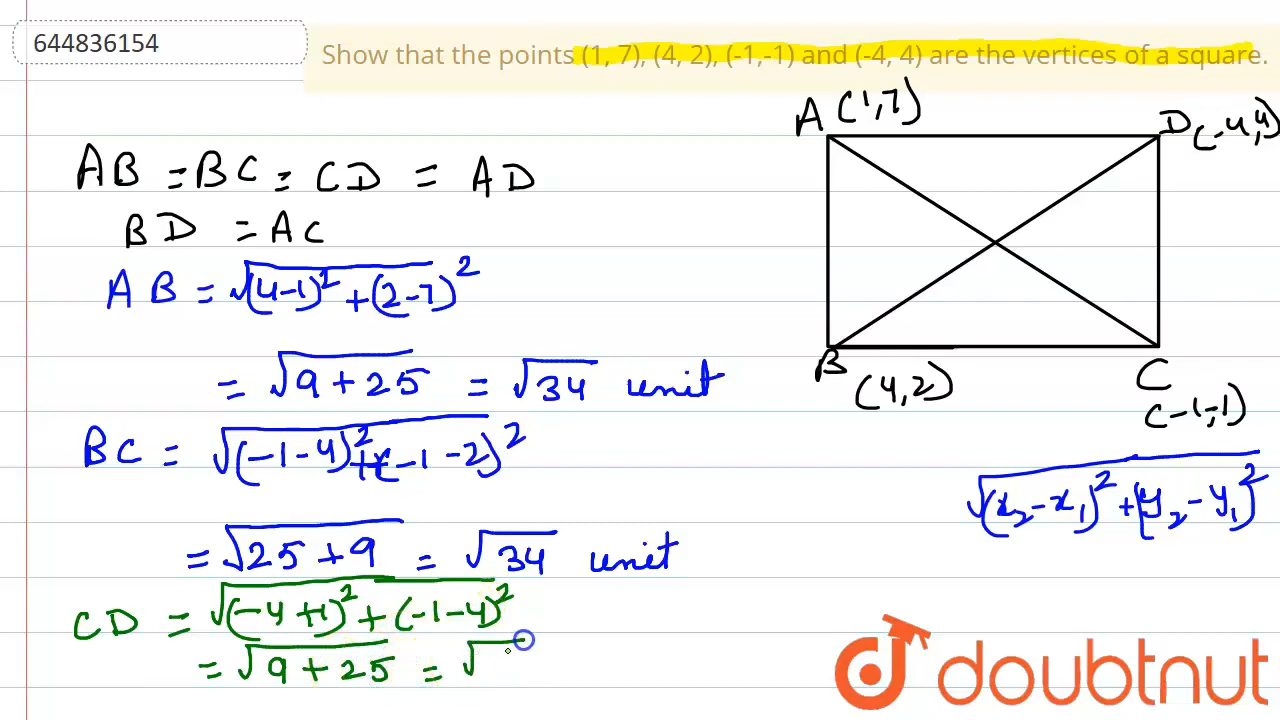 644836154
Show that the points (1, 7), (4, 2), (-1,-1) and (-4, 4) are the vertices of a square.
A (1,7)
D (-4,4)
AB = BC = CD = AD
BD = AC
AB = √(4-1)² + (2-7)²
= √9 + 25 = √34 unit
B
(4,2)
C
(-1,-1)
BC = √(-1-4)² + (-1-2)²
√(x₂-x₁)² + (y₂-y₁)²
= √25 + 9 = √34 unit
CD = √(-4+1)² + (-1-4)²
= √9 + 25 = √
doubtnut